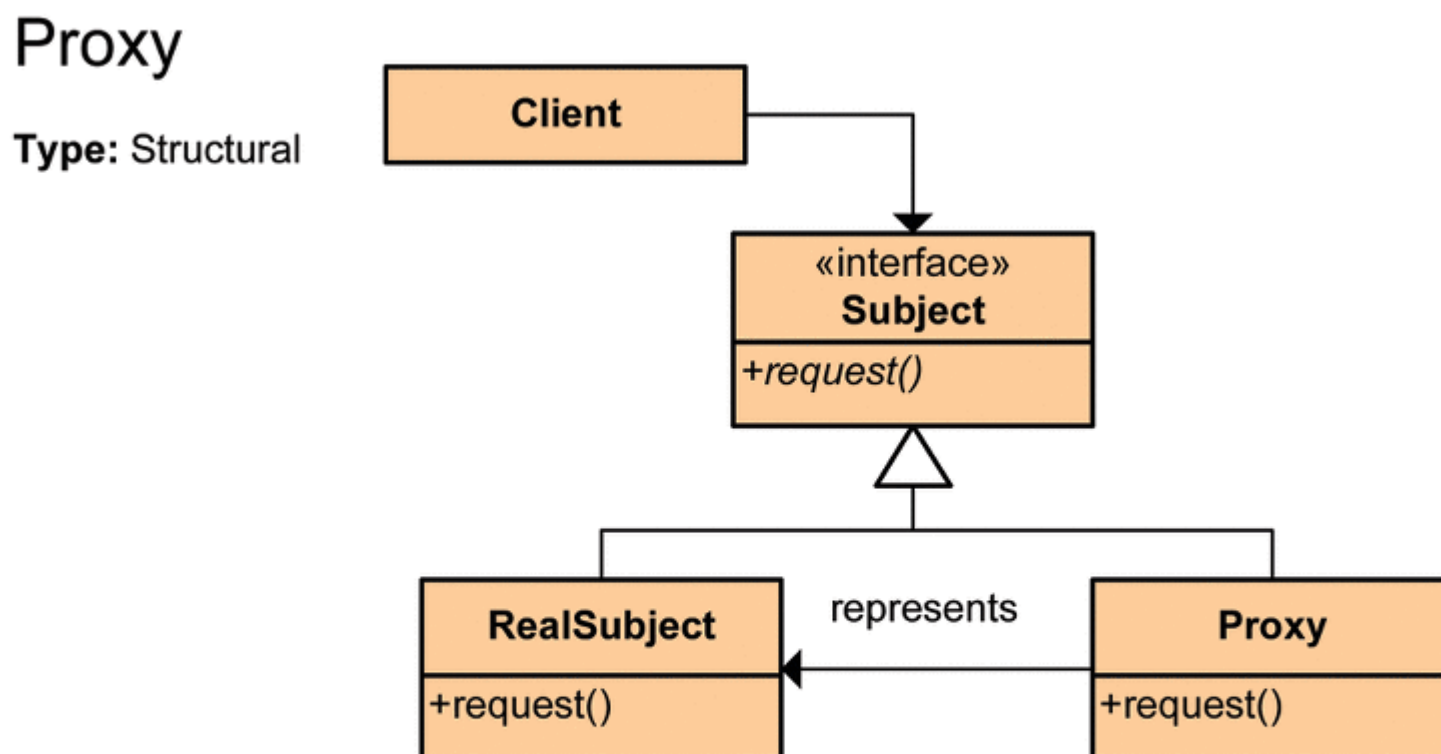 Proxy
Type: Structural
Client
«interface»
Subject
+request()
RealSubject
+request()
represents
Proxy
+request()